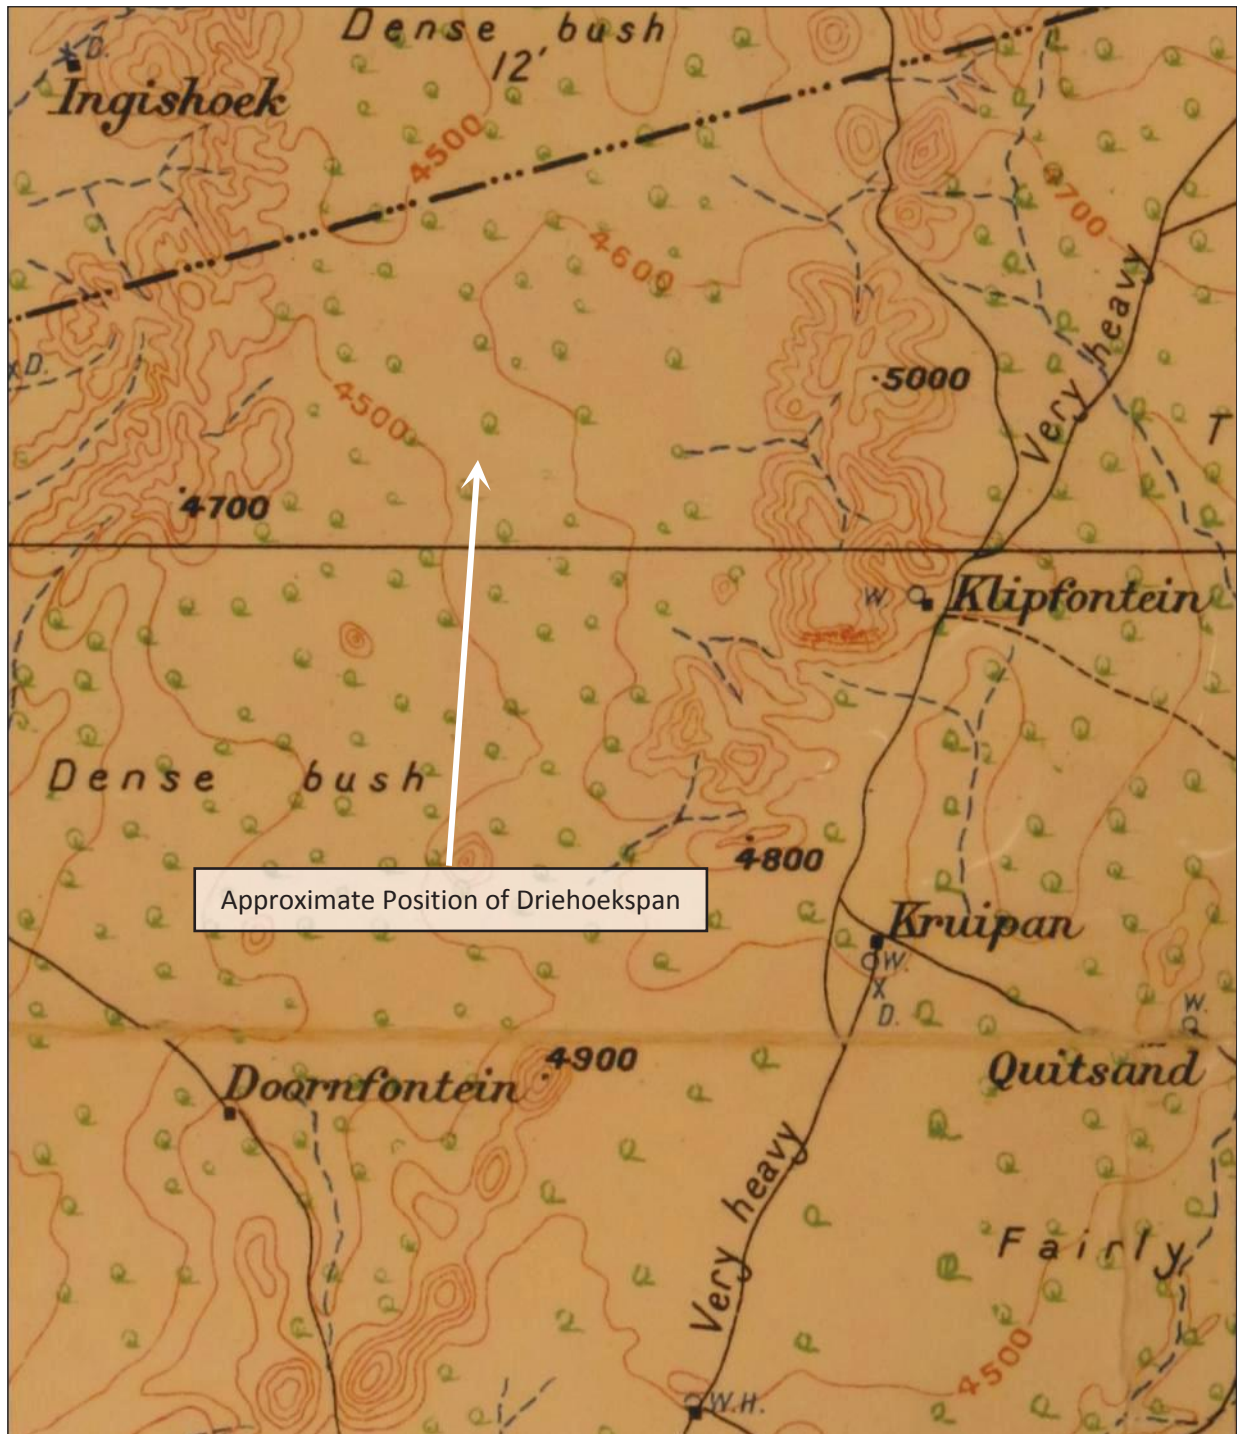 Dense bush
12'
D.
Ingishoek
4500
4600
4700
Very heavy
D.
4500
5000
T
4700
W.
Klipfontein
Dense bush
4800
Approximate Position of Driehoekspan
Kruipan
W.
D.
W.
Quitsand
4900
Doornfontein
Very heavy
Fairly
4500
W.H.